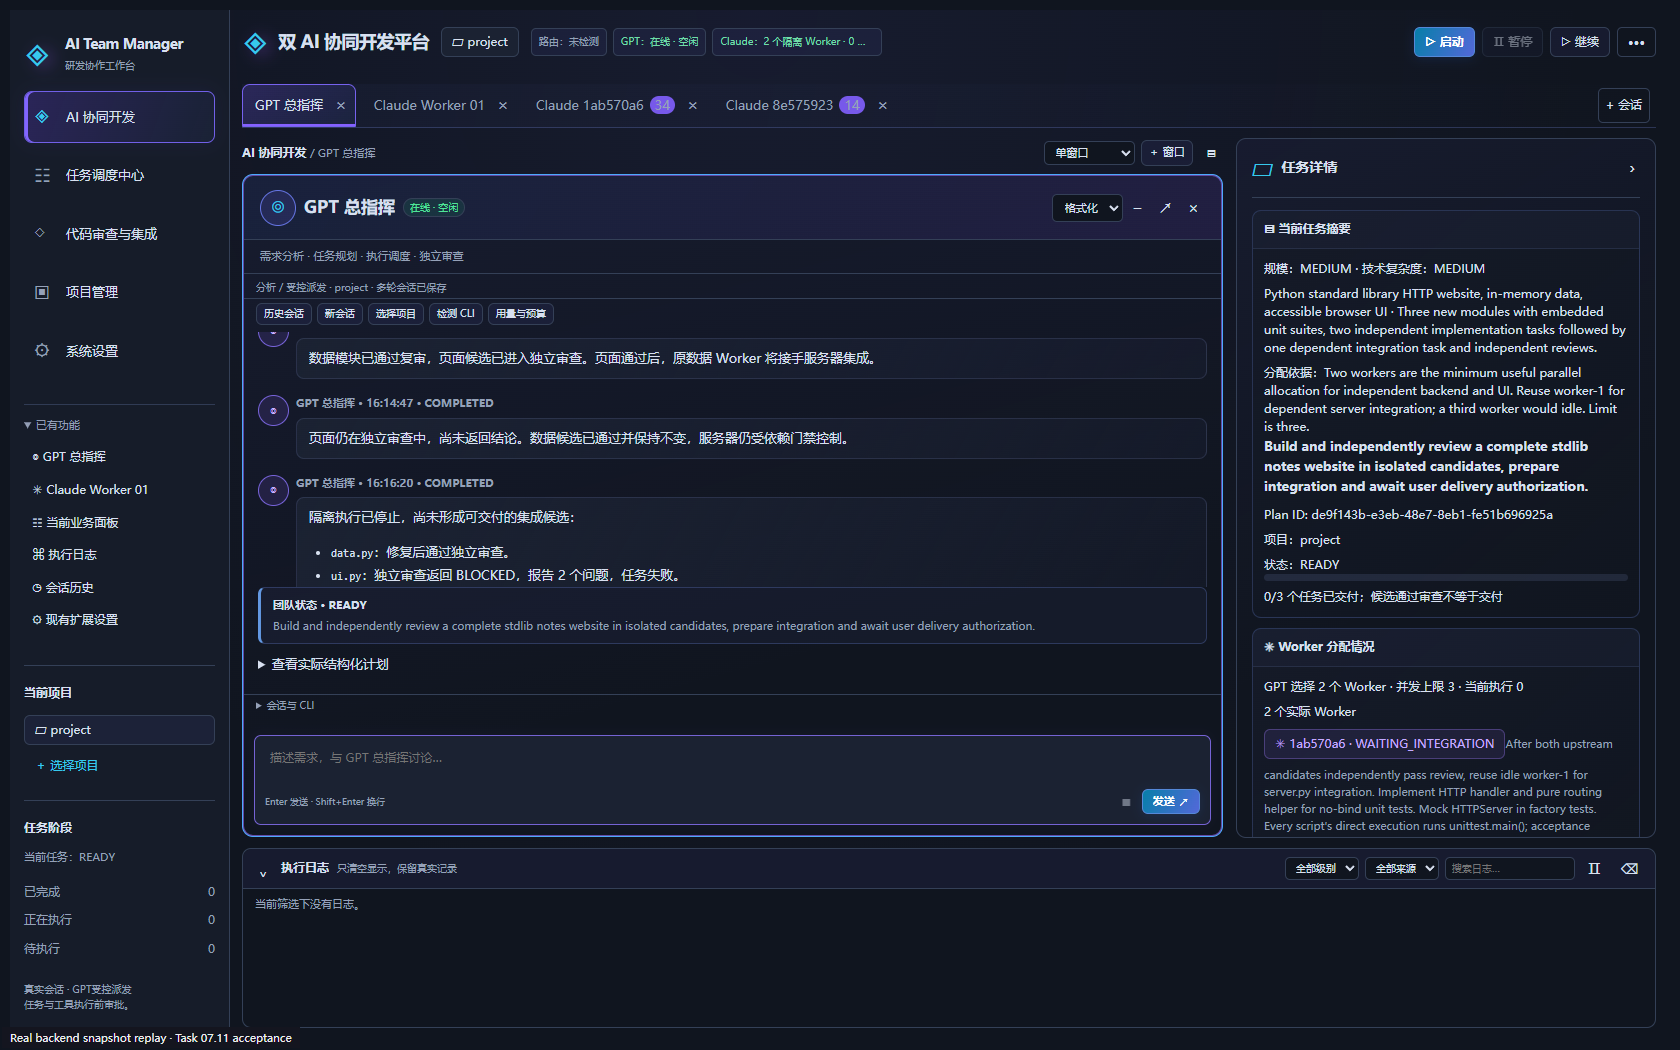 AI Team Manager
研发协作工作台
AI 协同开发
任务调度中心
代码审查与集成
项目管理
系统设置
▼ 已有功能
GPT 总指挥
Claude Worker 01
当前业务面板
执行日志
会话历史
现有扩展设置
当前项目
project
+ 选择项目
任务阶段
当前任务：READY
已完成 0
正在执行 0
待执行 0
真实会话 · GPT受控派发
任务与工具执行前审批。
Real backend snapshot replay · Task 07.11 acceptance
双 AI 协同开发平台
project
路由：未检测
GPT：在线 · 空闲
Claude：2 个隔离 Worker · 0 ...
启动
暂停
继续
•••
GPT 总指挥 ×
Claude Worker 01 ×
Claude 1ab570a6 34 ×
Claude 8e575923 14 ×
+ 会话
AI 协同开发 / GPT 总指挥
单窗口
+ 窗口
GPT 总指挥
在线 · 空闲
格式化
需求分析 · 任务规划 · 执行调度 · 独立审查
分析 / 受控派发 · project · 多轮会话已保存
历史会话
新会话
选择项目
检测 CLI
用量与预算
数据模块已通过复审，页面候选已进入独立审查。页面通过后，原数据 Worker 将接手服务器集成。
GPT 总指挥 • 16:14:47 • COMPLETED
页面仍在独立审查中，尚未返回结论。数据候选已通过并保持不变，服务器仍受依赖门禁控制。
GPT 总指挥 • 16:16:20 • COMPLETED
隔离执行已停止，尚未形成可交付的集成候选：
• data.py：修复后通过独立审查。
• ui.py：独立审查返回 BLOCKED，报告 2 个问题，任务失败。
团队状态 • READY
Build and independently review a complete stdlib notes website in isolated candidates, prepare integration and await user delivery authorization.
▶ 查看实际结构化计划
▶ 会话与 CLI
描述需求，与 GPT 总指挥讨论...
Enter 发送 · Shift+Enter 换行
发送 ↗
任务详情
当前任务摘要
规模：MEDIUM · 技术复杂度：MEDIUM
Python standard library HTTP website, in-memory data,
accessible browser UI · Three new modules with embedded
unit suites, two independent implementation tasks followed by
one dependent integration task and independent reviews.
分配依据：Two workers are the minimum useful parallel
allocation for independent backend and UI. Reuse worker-1 for
dependent server integration; a third worker would idle. Limit
is three.
Build and independently review a complete stdlib
notes website in isolated candidates, prepare
integration and await user delivery authorization.
Plan ID: de9f143b-e3eb-48e7-8eb1-fe51b696925a
项目：project
状态：READY
0/3 个任务已交付；候选通过审查不等于交付
Worker 分配情况
GPT 选择 2 个 Worker · 并发上限 3 · 当前执行 0
2 个实际 Worker
1ab570a6 · WAITING_INTEGRATION After both upstream
candidates independently pass review, reuse idle worker-1 for
server.py integration. Implement HTTP handler and pure routing
helper for no-bind unit tests. Mock HTTPServer in factory tests.
Every script's direct execution runs unittest.main(); acceptance
执行日志 只清空显示，保留真实记录
全部级别
全部来源
搜索日志...
当前筛选下没有日志。